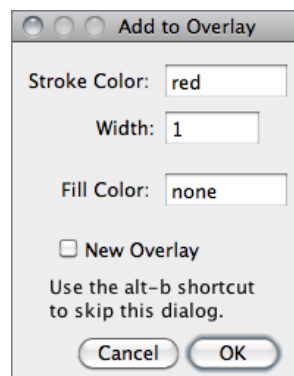 Add to Overlay
Stroke Color: red
Width: 1
Fill Color: none
New Overlay
Use the alt-b shortcut
to skip this dialog.
Cancel OK